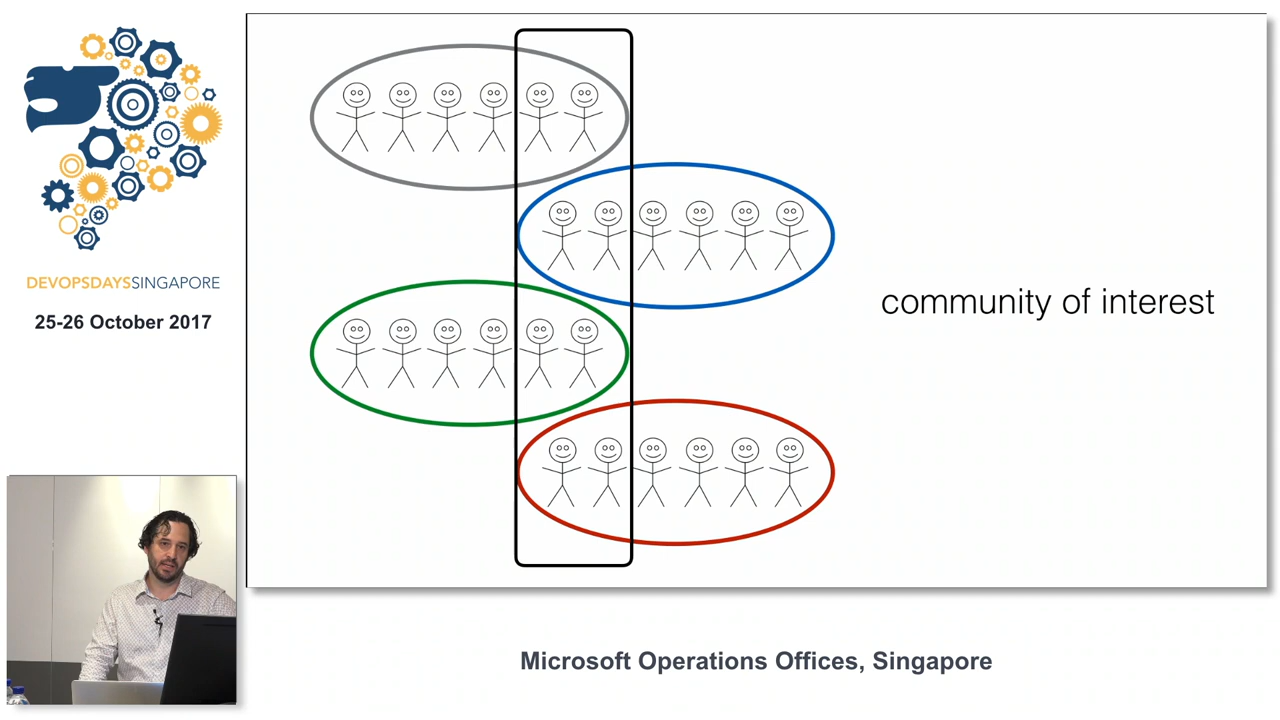 DEVOPSDAYSSINGAPORE
25-26 October 2017
community of interest
Microsoft Operations Offices, Singapore